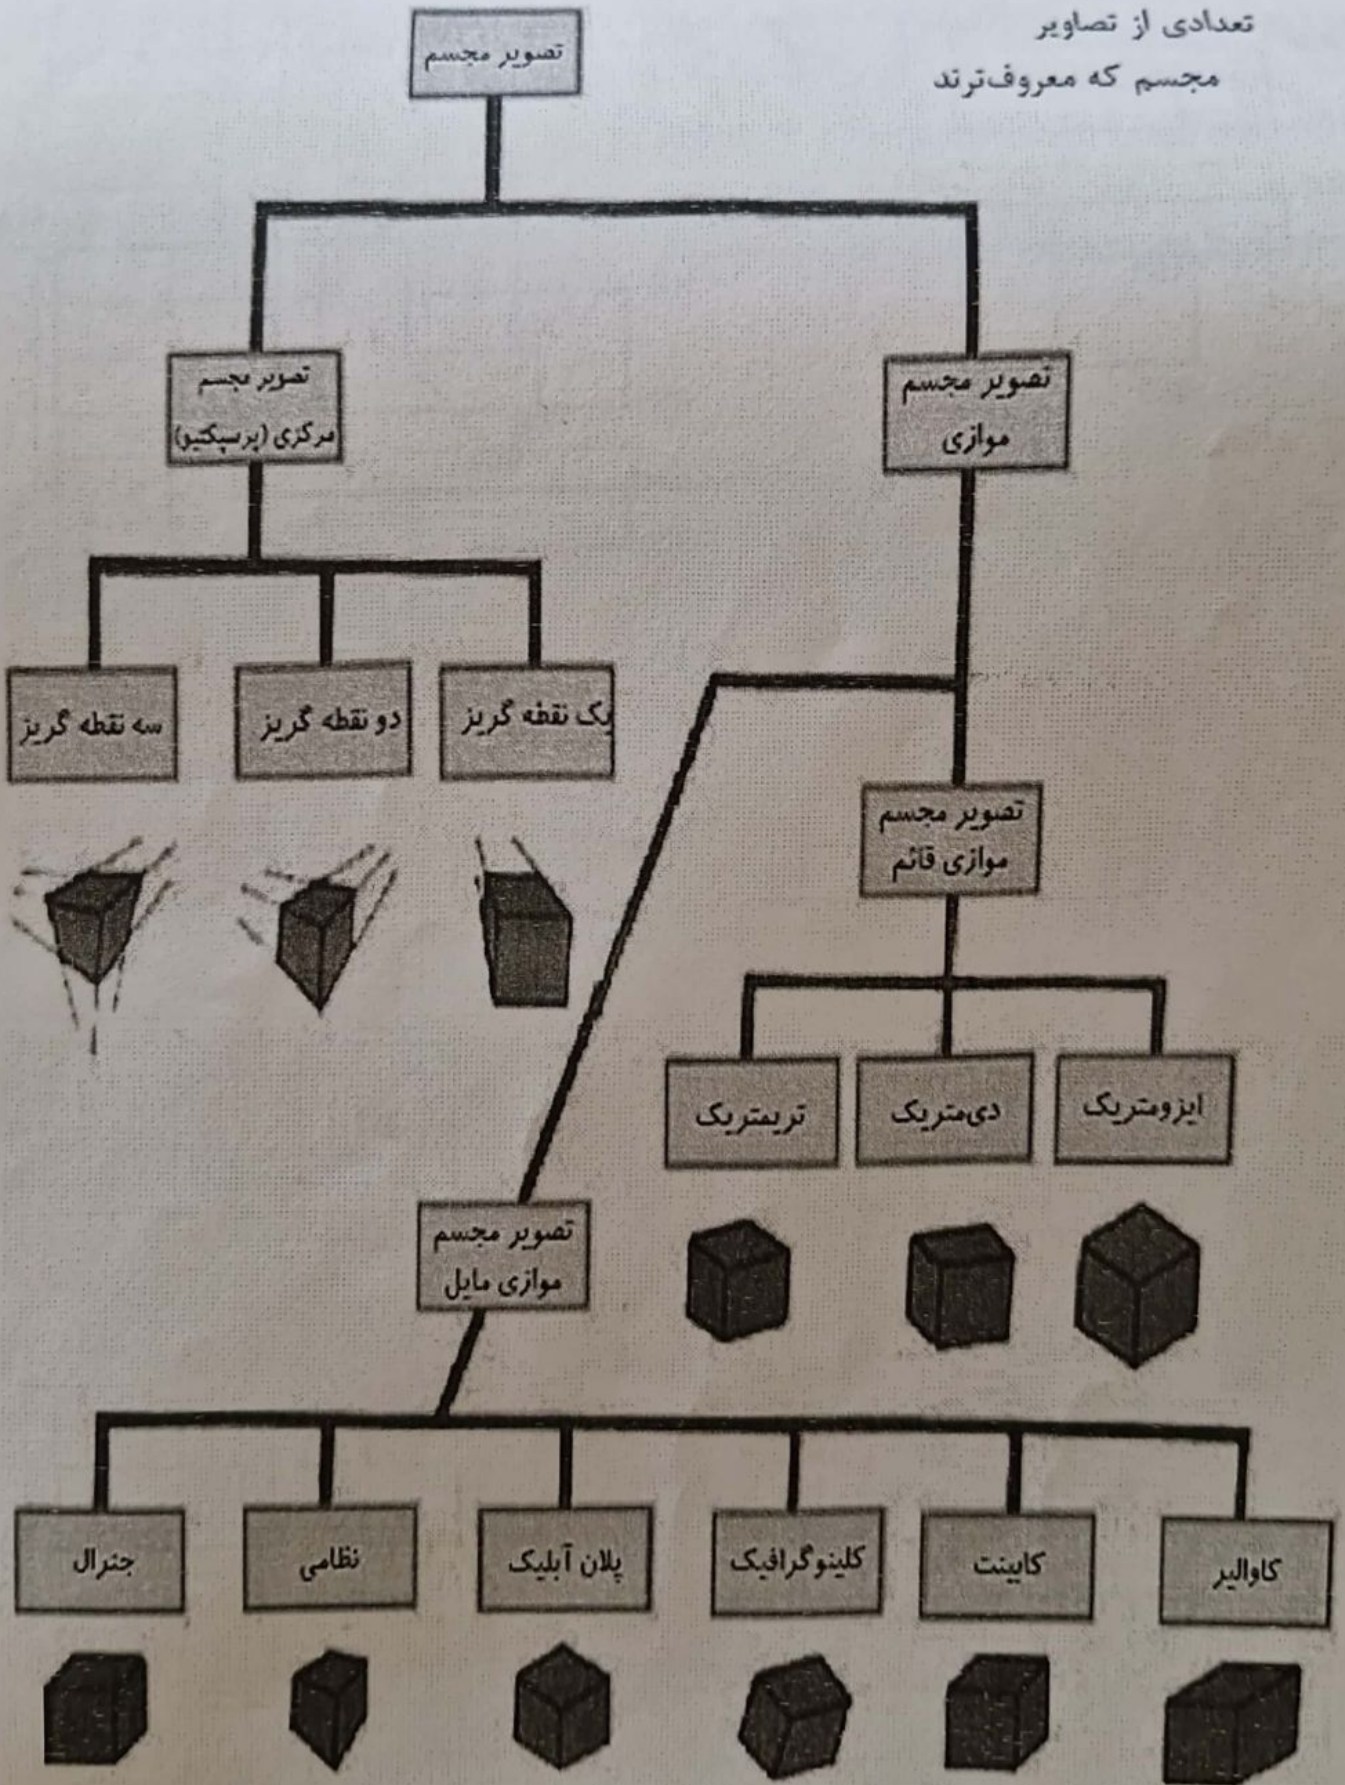 تعدادی از تصاویر
مجسم که معروف‌ترند
تصویر مجسم
تصویر مجسم
موازی
تصویر مجسم
مرکزی (پرسپکتیو)
یک نقطه گریز
دو نقطه گریز
سه نقطه گریز
تصویر مجسم
موازی قائم
ایزومتریک
دی‌متریک
تریمتریک
تصویر مجسم
موازی مایل
کاوالیر
کابینت
کلینوگرافیک
پلان آبلیک
نظامی
جنرال